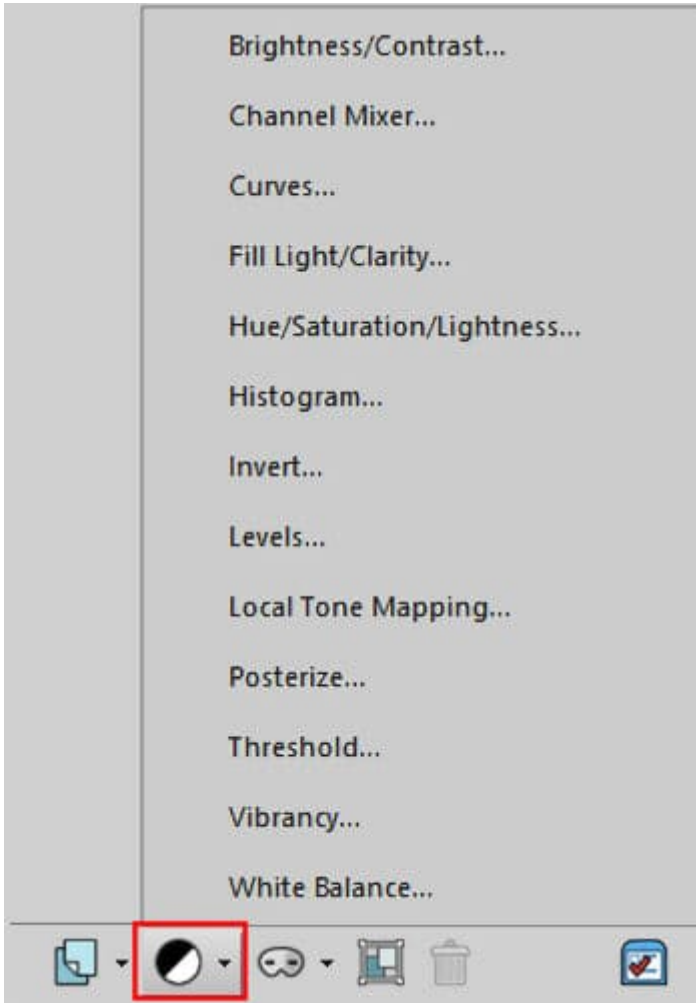 Brightness/Contrast...
Channel Mixer...
Curves...
Fill Light/Clarity...
Hue/Saturation/Lightness...
Histogram...
Invert...
Levels...
Local Tone Mapping...
Posterize...
Threshold...
Vibrancy...
White Balance...